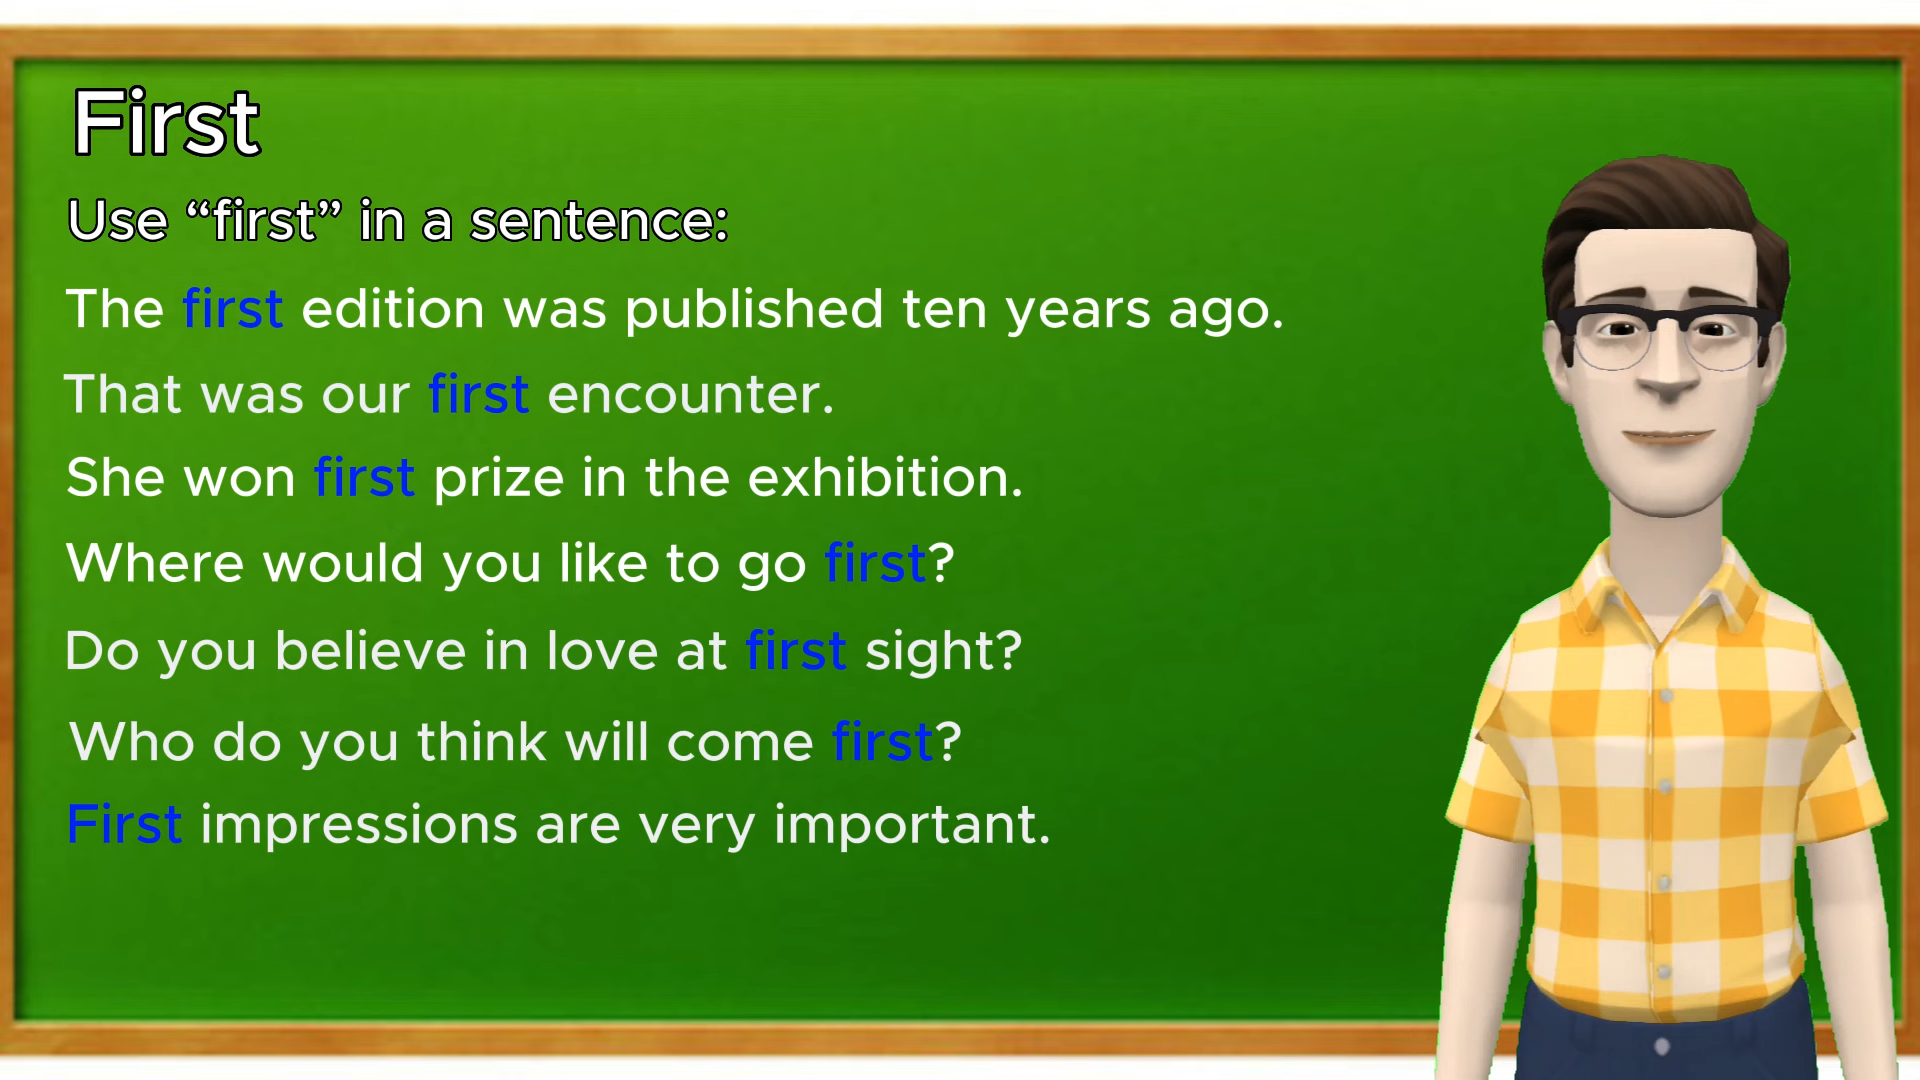 First
Use “first” in a sentence:
The first edition was published ten years ago.
That was our first encounter.
She won first prize in the exhibition.
Where would you like to go first?
Do you believe in love at first sight?
Who do you think will come first?
First impressions are very important.